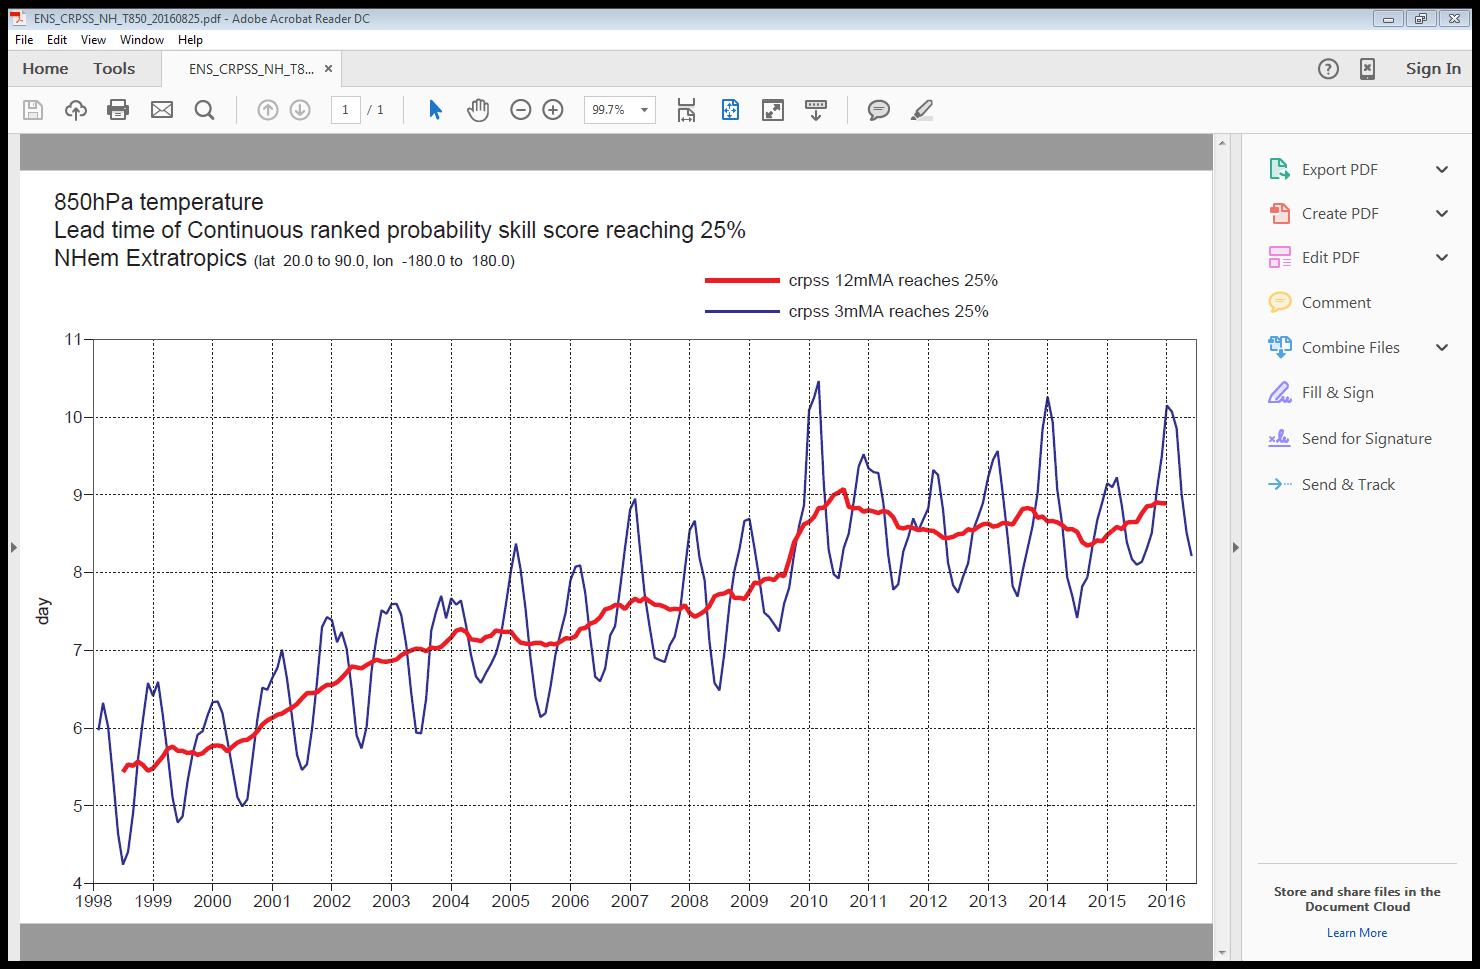 ENS_CRPSS_NH_T850_20160825.pdf - Adobe Acrobat Reader DC
File Edit View Window Help
Home Tools ENS_CRPSS_NH_T8... × ? Sign In
1 / 1 99.7%
850hPa temperature
Lead time of Continuous ranked probability skill score reaching 25%
NHem Extratropics (lat 20.0 to 90.0, lon -180.0 to 180.0)
crpss 12mMA reaches 25%
crpss 3mMA reaches 25%
11
10
9
8
7
6
5
4
day
1998 1999 2000 2001 2002 2003 2004 2005 2006 2007 2008 2009 2010 2011 2012 2013 2014 2015 2016
Export PDF
Create PDF
Edit PDF
Comment
Combine Files
Fill & Sign
Send for Signature
Send & Track
Store and share files in the
Document Cloud
Learn More